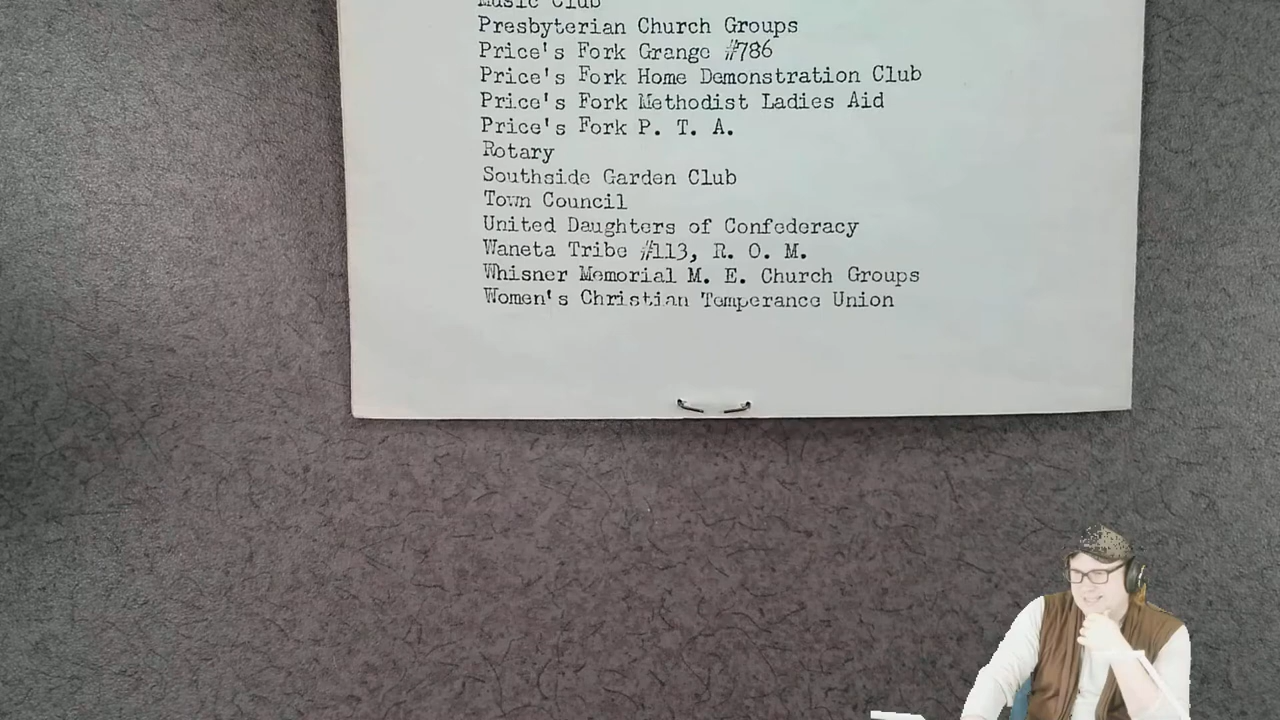 Music Club
Presbyterian Church Groups
Price's Fork Grange #786
Price's Fork Home Demonstration Club
Price's Fork Methodist Ladies Aid
Price's Fork P. T. A.
Rotary
Southside Garden Club
Town Council
United Daughters of Confederacy
Waneta Tribe #113, R. O. M.
Whisner Memorial M. E. Church Groups
Women's Christian Temperance Union